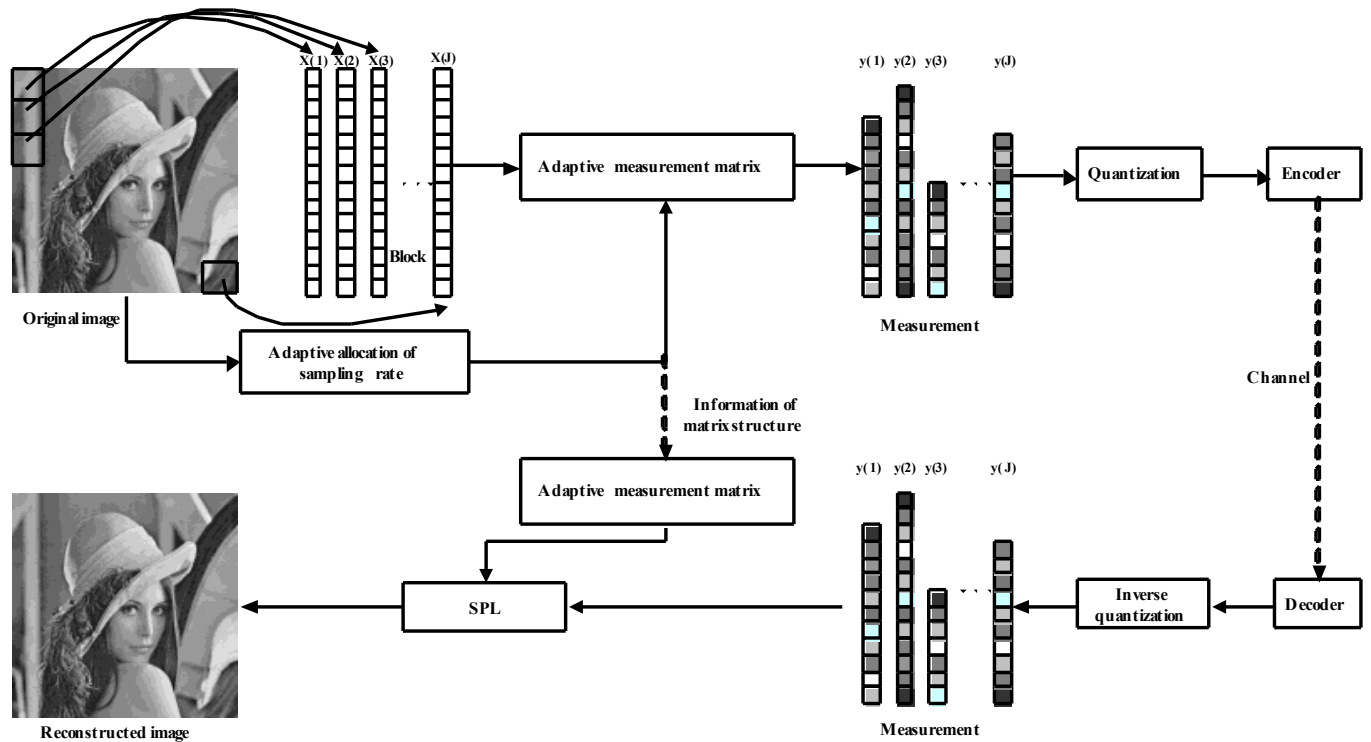 X(1) X(2) X(3) X(J)
y(1) y(2) y(3) y(J)
Adaptive measurement matrix
Quantization
Encoder
Block
Original image
Measurement
Adaptive allocation of
sampling rate
Channel
Information of
matrix structure
Adaptive measurement matrix
y(1) y(2) y(3) y(J)
SPL
Inverse
quantization
Decoder
Reconstructed image
Measurement